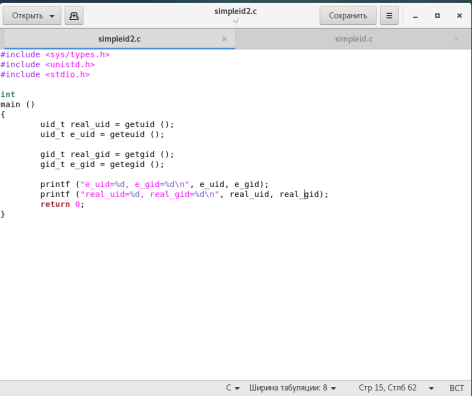 Открыть
simpleid2.c
~/
Сохранить
simpleid2.c
simpleid.c
#include <sys/types.h>
#include <unistd.h>
#include <stdio.h>
int
main ()
{
uid_t real_uid = getuid ();
uid_t e_uid = geteuid ();
gid_t real_gid = getgid ();
gid_t e_gid = getegid ();
printf ("e_uid=%d, e_gid=%d\n", e_uid, e_gid);
printf ("real_uid=%d, real_gid=%d\n", real_uid, real_gid);
return 0;
}
C Ширина табуляции: 8 Стр 15, Стлб 62 ВСТ